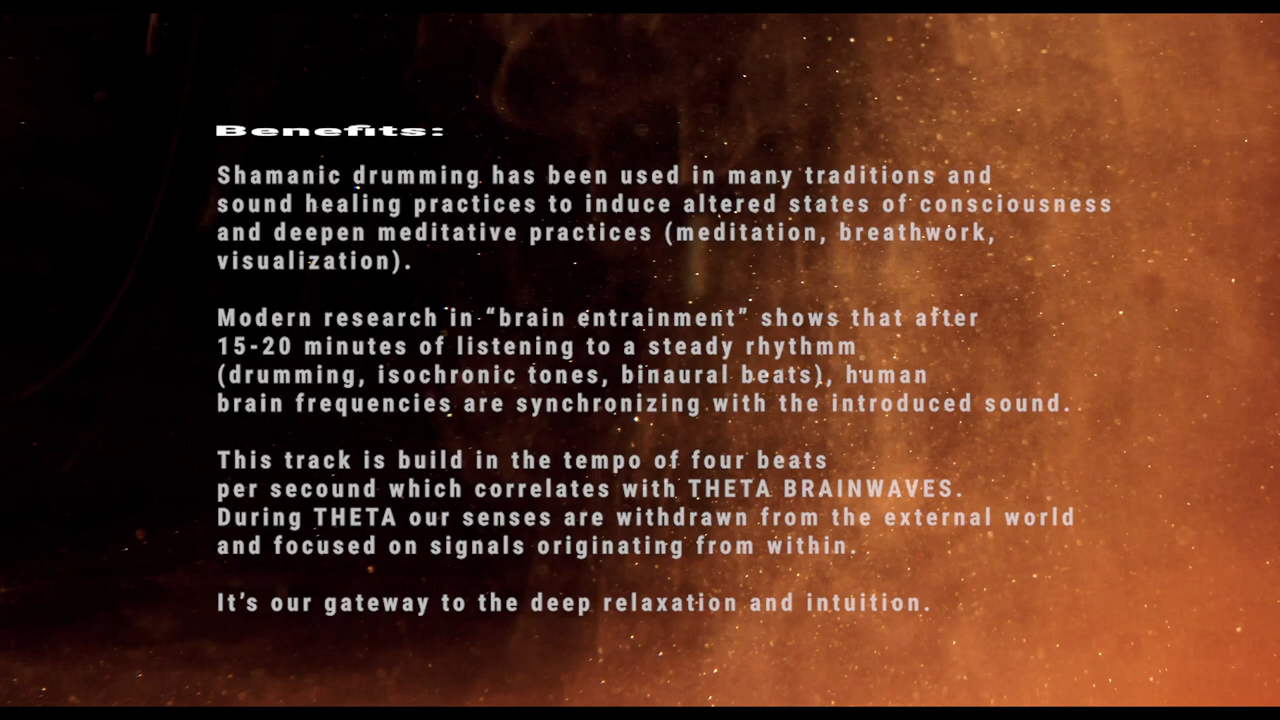 Benefits:
Shamanic drumming has been used in many traditions and
sound healing practices to induce altered states of consciousness
and deepen meditative practices (meditation, breathwork,
visualization).
Modern research in “brain entrainment” shows that after
15-20 minutes of listening to a steady rhythmm
(drumming, isochronic tones, binaural beats), human
brain frequencies are synchronizing with the introduced sound.
This track is build in the tempo of four beats
per secound which correlates with THETA BRAINWAVES.
During THETA our senses are withdrawn from the external world
and focused on signals originating from within.
It’s our gateway to the deep relaxation and intuition.